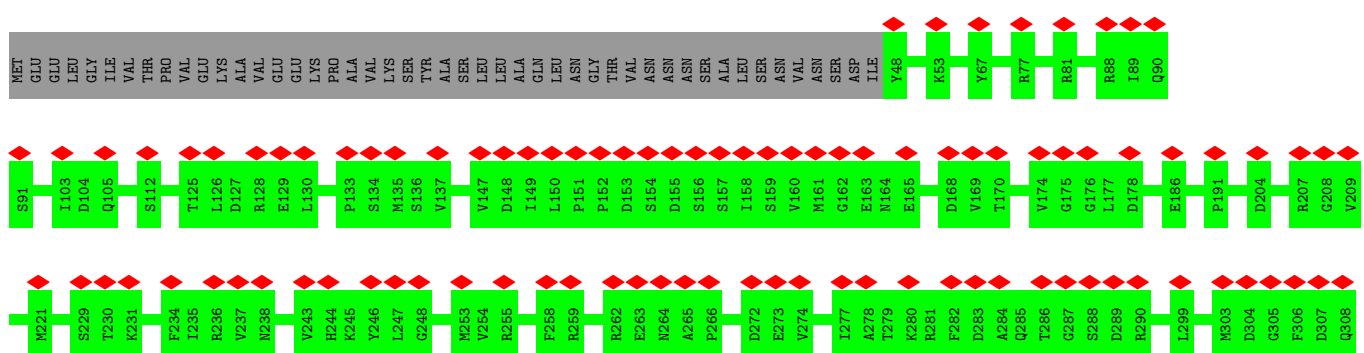 MET GLU GLU LEU GLY ILE VAL THR PRO VAL GLU LYS ALA VAL GLU GLU LYS PRO ALA VAL LYS SER TYR ALA SER LEU LEU ALA GLN LEU ASN GLY THR VAL ASN ASN ASN SER ALA LEU SER ASN VAL ASN SER ASP ILE Y48 K53 Y67 R77 R81 R88 I89 Q90
S91 I103 D104 Q105 S112 T125 L126 D127 R128 E129 L130 P133 S134 M135 S136 V137 V147 D148 I149 L150 P151 P152 D153 S154 D155 S156 S157 I158 S159 V160 M161 G162 E163 N164 E165 D168 V169 T170 V174 G175 G176 L177 D178 E186 P191 D204 R207 G208 V209
M221 S229 T230 K231 F234 I235 R236 V237 N238 V243 H244 K245 Y246 L247 G248 M253 V254 R255 F258 R259 R262 E263 N264 A265 P266 D272 E273 V274 I277 A278 T279 K280 R281 F282 D283 A284 Q285 T286 G287 S288 D289 R290 L299 M303 D304 G305 F306 D307 Q308